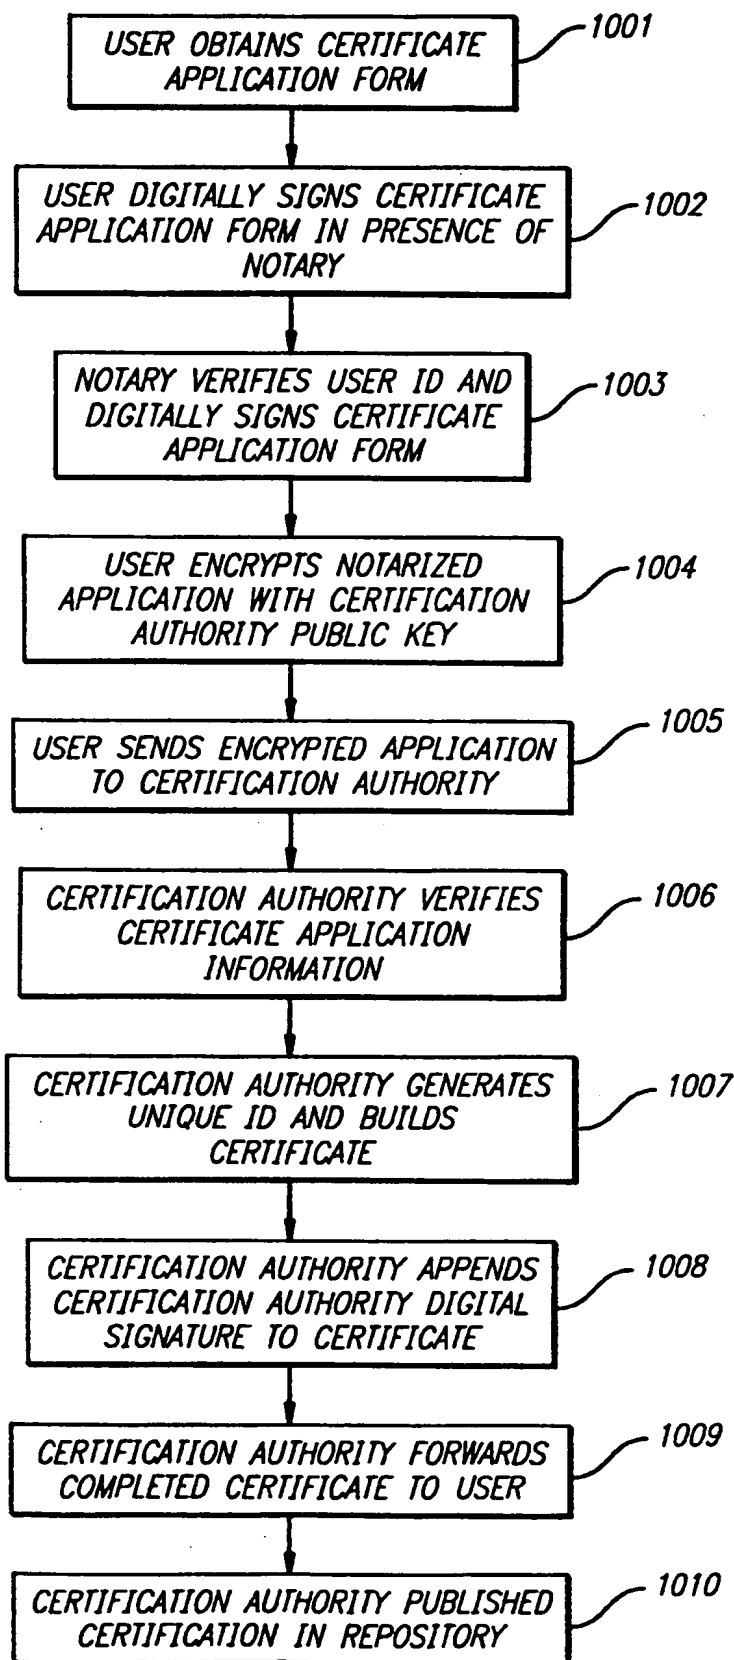 USER OBTAINS CERTIFICATE
APPLICATION FORM
1001
USER DIGITALLY SIGNS CERTIFICATE
APPLICATION FORM IN PRESENCE OF
NOTARY
1002
NOTARY VERIFIES USER ID AND
DIGITALLY SIGNS CERTIFICATE
APPLICATION FORM
1003
USER ENCRYPTS NOTARIZED
APPLICATION WITH CERTIFICATION
AUTHORITY PUBLIC KEY
1004
USER SENDS ENCRYPTED APPLICATION
TO CERTIFICATION AUTHORITY
1005
CERTIFICATION AUTHORITY VERIFIES
CERTIFICATE APPLICATION
INFORMATION
1006
CERTIFICATION AUTHORITY GENERATES
UNIQUE ID AND BUILDS
CERTIFICATE
1007
CERTIFICATION AUTHORITY APPENDS
CERTIFICATION AUTHORITY DIGITAL
SIGNATURE TO CERTIFICATE
1008
CERTIFICATION AUTHORITY FORWARDS
COMPLETED CERTIFICATE TO USER
1009
CERTIFICATION AUTHORITY PUBLISHED
CERTIFICATION IN REPOSITORY
1010